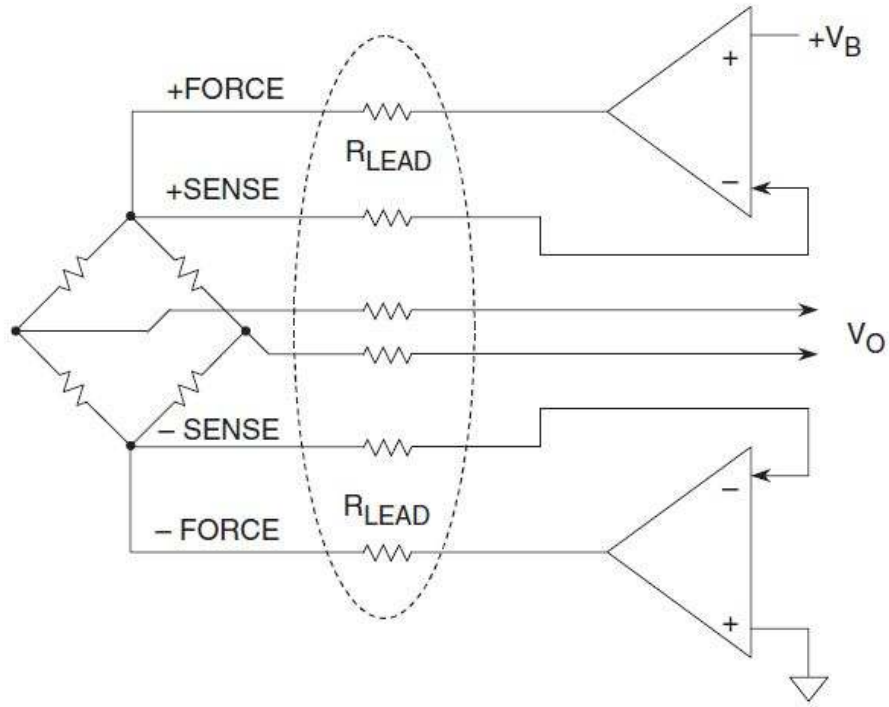 +FORCE
+V_B
+
R_LEAD
+SENSE
–
V_O
– SENSE
–
R_LEAD
– FORCE
+